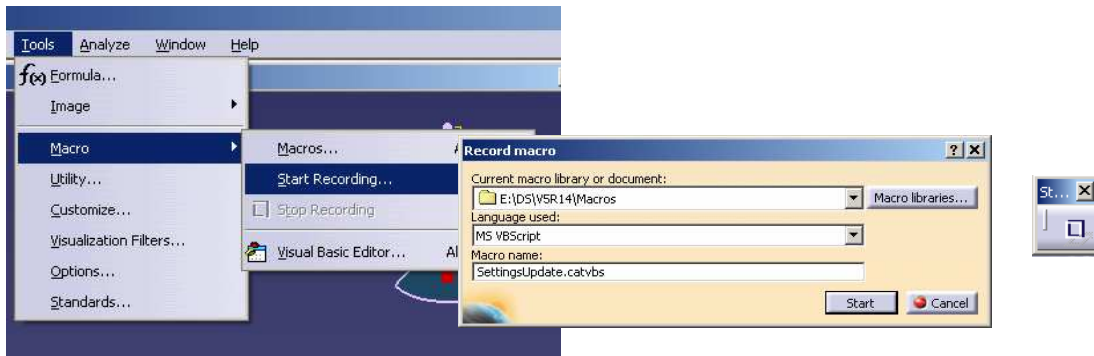 Tools Analyze Window Help
f(x) Formula...
Image
Macro
Utility...
Customize...
Visualization Filters...
Options...
Standards...
Macros...
Start Recording...
Stop Recording
Visual Basic Editor... Al
Record macro
Current macro library or document:
E:\DS\V5R14\Macros Macro libraries...
Language used:
MS VBScript
Macro name:
SettingsUpdate.catvbs
Start Cancel
St...